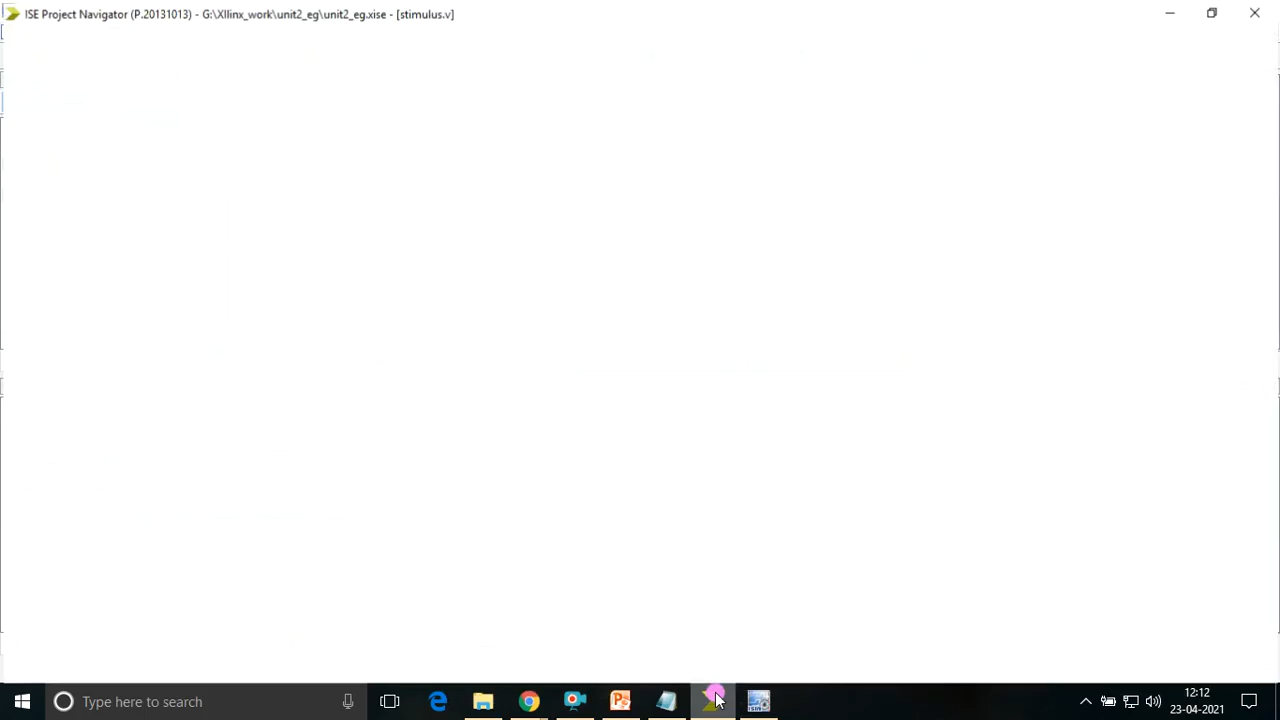 ISE Project Navigator (P.20131013) - G:\XIlinx_work\unit2_eg\unit2_eg.xise - [stimulus.v]
Type here to search
12:12
23-04-2021